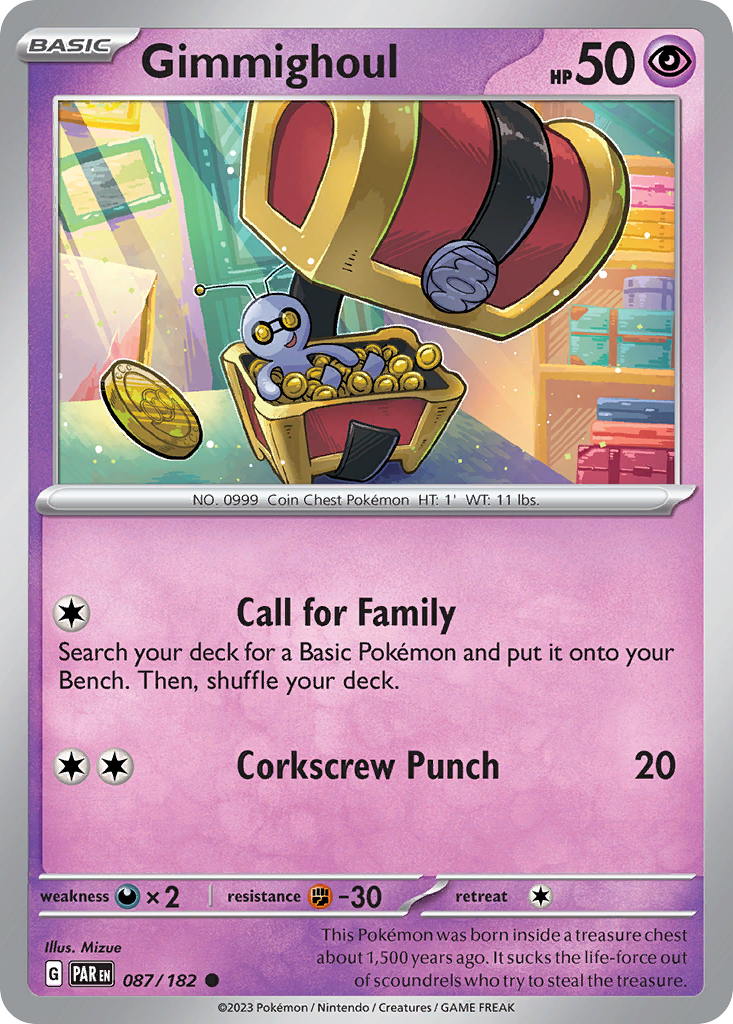 BASIC
Gimmighoul
HP 50
NO. 0999 Coin Chest Pokémon HT: 1' WT: 11 lbs.
Call for Family
Search your deck for a Basic Pokémon and put it onto your
Bench. Then, shuffle your deck.
Corkscrew Punch 20
weakness ×2 resistance -30 retreat
Illus. Mizue
This Pokémon was born inside a treasure chest
about 1,500 years ago. It sucks the life-force out
of scoundrels who try to steal the treasure.
G PAR EN 087/182
©2023 Pokémon / Nintendo / Creatures / GAME FREAK